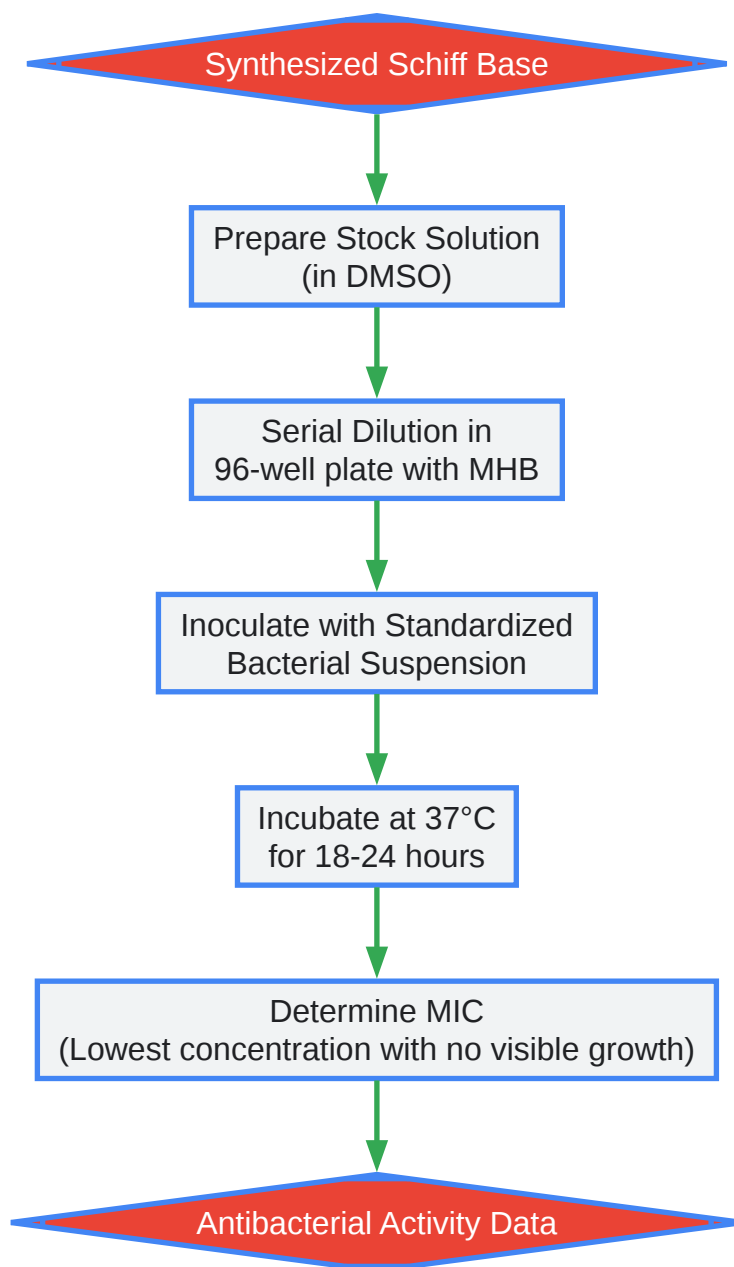 Synthesized Schiff Base
Prepare Stock Solution
(in DMSO)
Serial Dilution in
96-well plate with MHB
Inoculate with Standardized
Bacterial Suspension
Incubate at 37°C
for 18-24 hours
Determine MIC
(Lowest concentration with no visible growth)
Antibacterial Activity Data